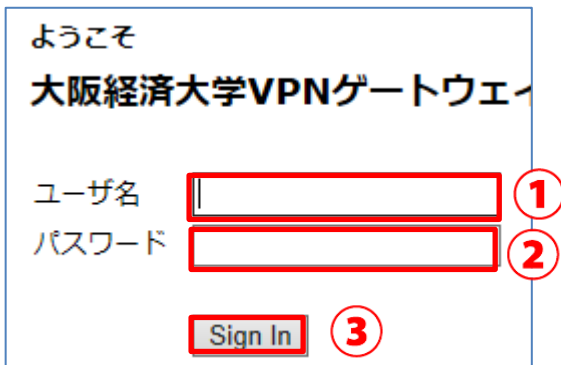 ようこそ
大阪経済大学VPNゲートウェイ
ユーザ名 ①
パスワード ②
Sign In ③